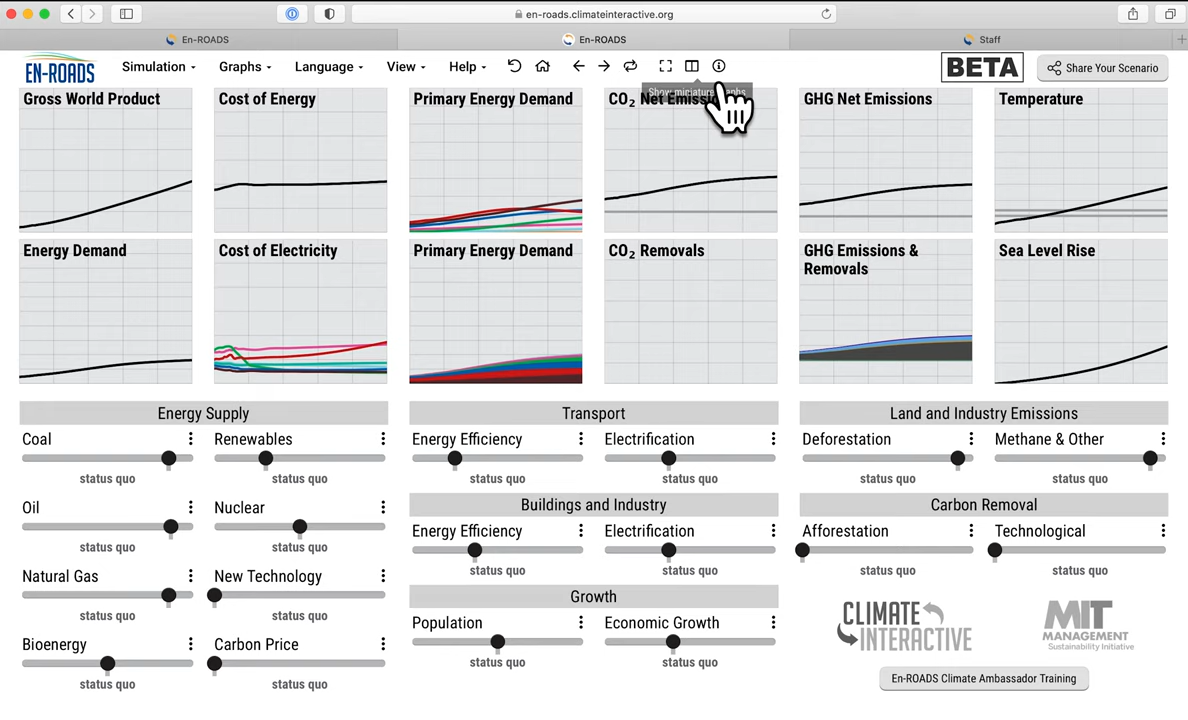 en-roads.climateinteractive.org
En-ROADS
En-ROADS
Staff
EN-ROADS
Simulation
Graphs
Language
View
Help
BETA
Share Your Scenario
Show miniature graphs
Gross World Product
Cost of Energy
Primary Energy Demand
CO₂ Net Emissions
GHG Net Emissions
Temperature
Energy Demand
Cost of Electricity
Primary Energy Demand
CO₂ Removals
GHG Emissions &
Removals
Sea Level Rise
Energy Supply
Coal
status quo
Renewables
status quo
Oil
status quo
Nuclear
status quo
Natural Gas
status quo
New Technology
status quo
Bioenergy
status quo
Carbon Price
status quo
Transport
Energy Efficiency
status quo
Electrification
status quo
Buildings and Industry
Energy Efficiency
status quo
Electrification
status quo
Growth
Population
status quo
Economic Growth
status quo
Land and Industry Emissions
Deforestation
status quo
Methane & Other
status quo
Carbon Removal
Afforestation
status quo
Technological
status quo
CLIMATE
INTERACTIVE
MIT
MANAGEMENT
Sustainability Initiative
En-ROADS Climate Ambassador Training